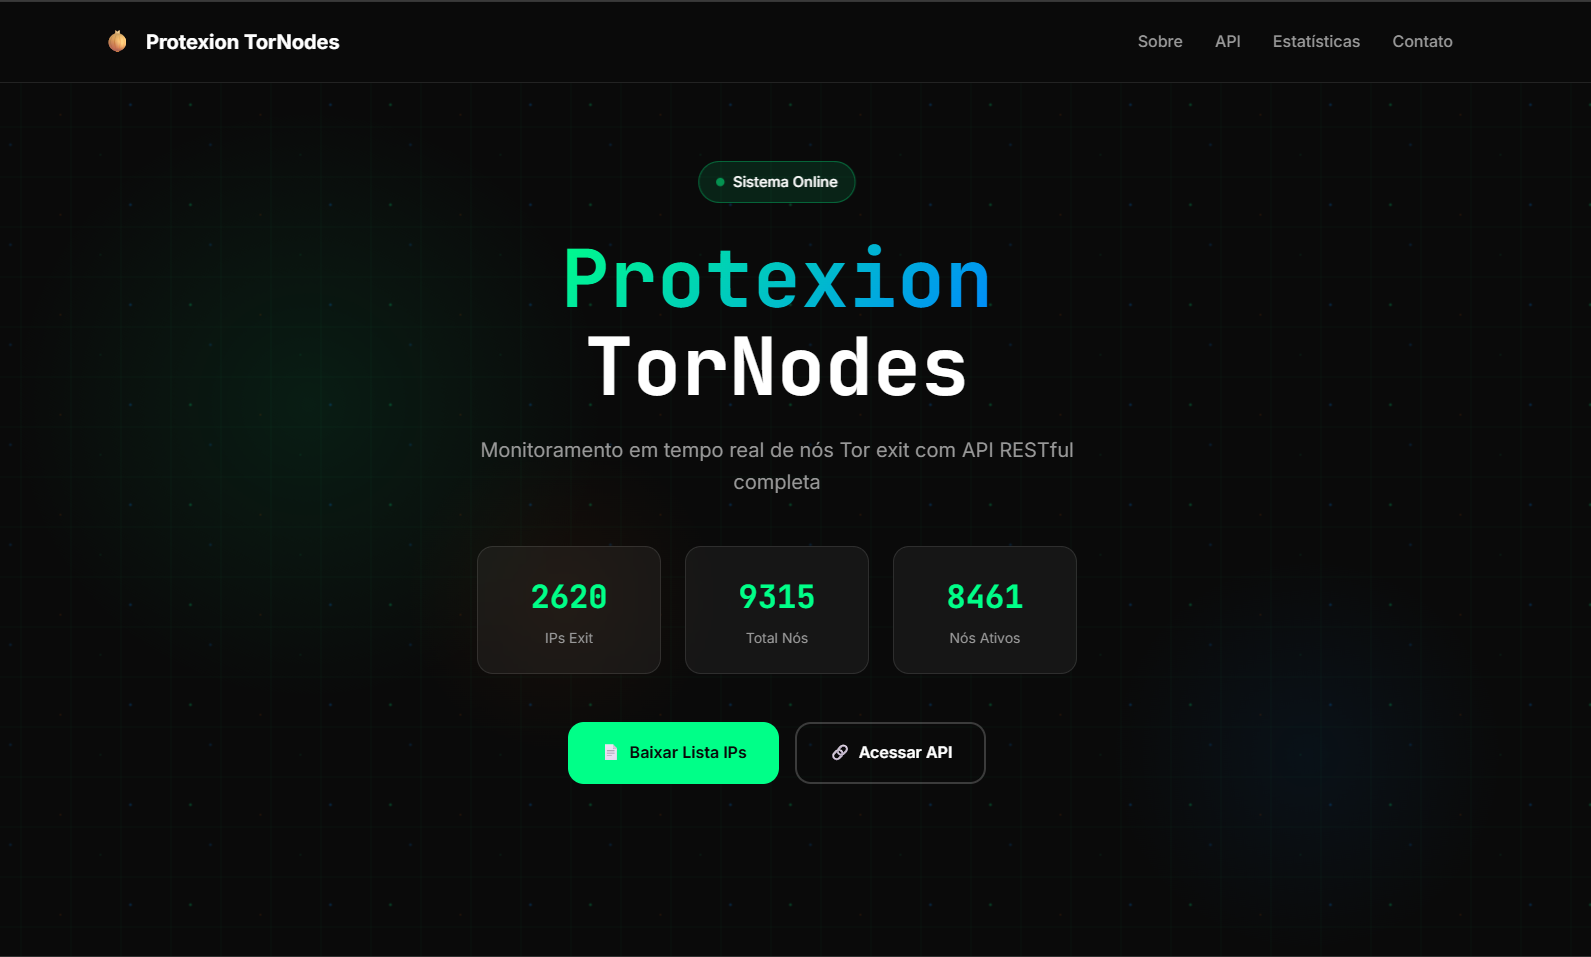 Protexion TorNodes
Sobre
API
Estatísticas
Contato
Sistema Online
Protexion
TorNodes
Monitoramento em tempo real de nós Tor exit com API RESTful
completa
2620
IPs Exit
9315
Total Nós
8461
Nós Ativos
Baixar Lista IPs
Acessar API